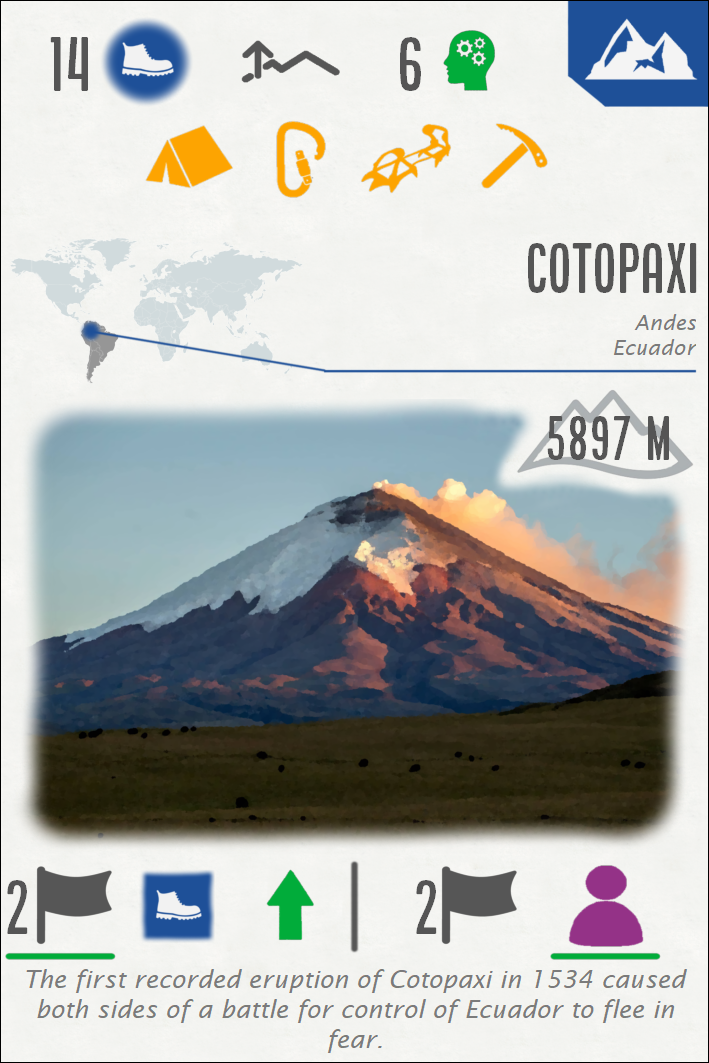 14 6
COTOPAXI
Andes
Ecuador
5897 M
2 2
The first recorded eruption of Cotopaxi in 1534 caused
both sides of a battle for control of Ecuador to flee in
fear.